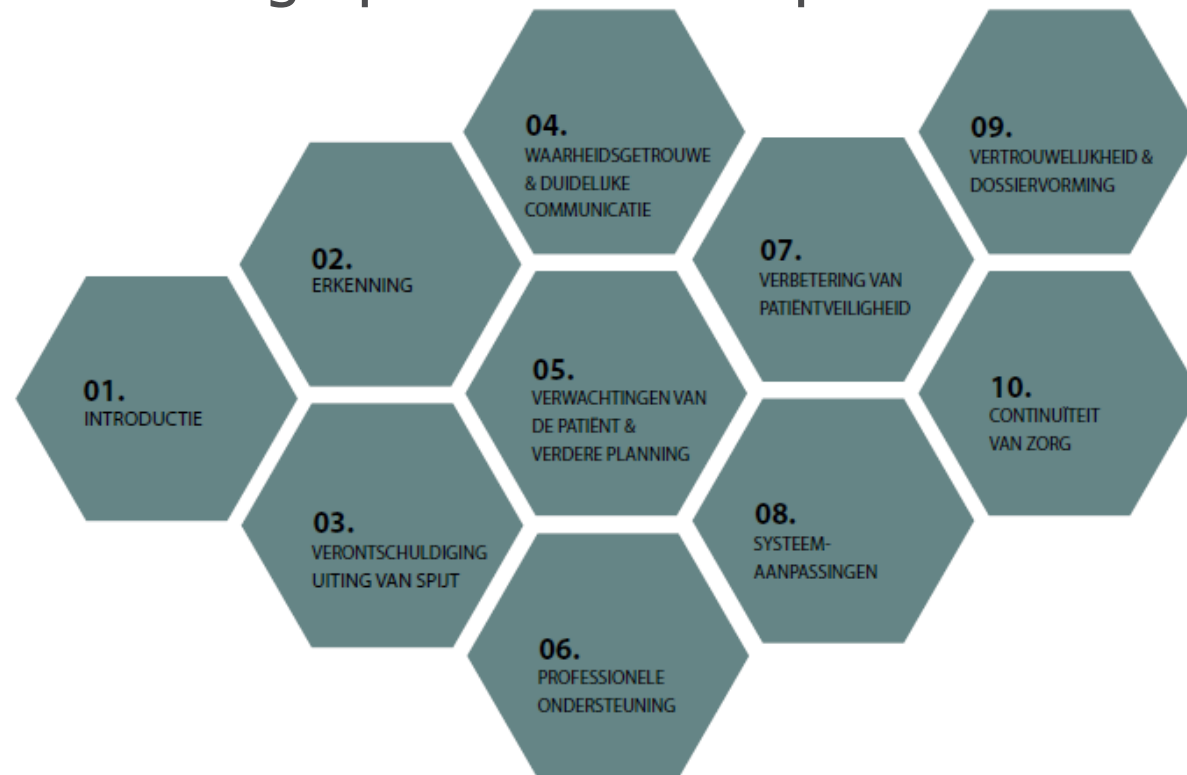 01.
INTRODUCTIE
02.
ERKENNING
03.
VERONTSCHULDIGING
UITING VAN SPIJT
04.
WAARHEIDSGETROUWE
& DUIDELIJKE
COMMUNICATIE
05.
VERWACHTINGEN VAN
DE PATIËNT &
VERDERE PLANNING
06.
PROFESSIONELE
ONDERSTEUNING
07.
VERBETERING VAN
PATIËNTVEILIGHEID
08.
SYSTEEM-
AANPASSINGEN
09.
VERTROUWELIJKHEID &
DOSSIERVORMING
10.
CONTINUÏTEIT
VAN ZORG